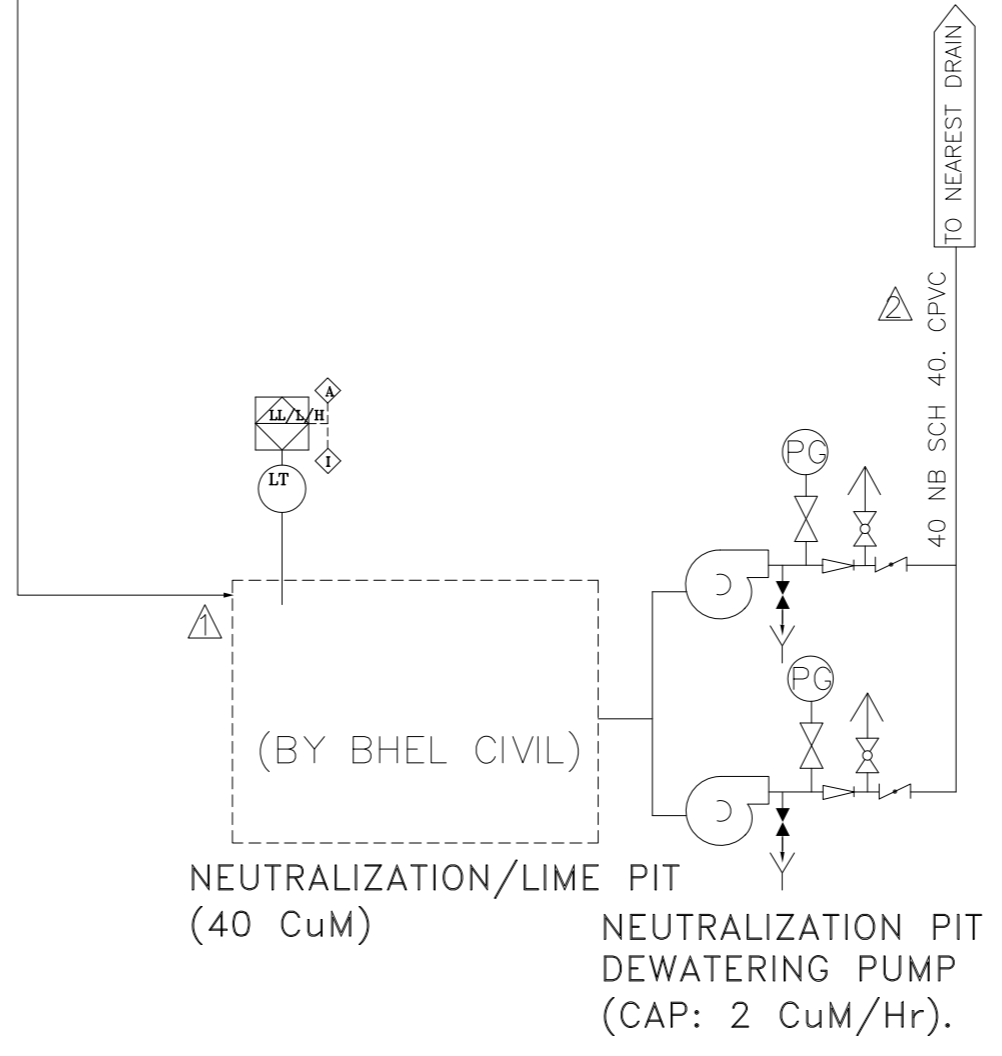 TO NEAREST DRAIN
2
40 NB SCH 40. CPVC
A
LL/L/H
I
LT
PG
1
PG
(BY BHEL CIVIL)
NEUTRALIZATION/LIME PIT
(40 CuM)
NEUTRALIZATION PIT
DEWATERING PUMP
(CAP: 2 CuM/Hr).